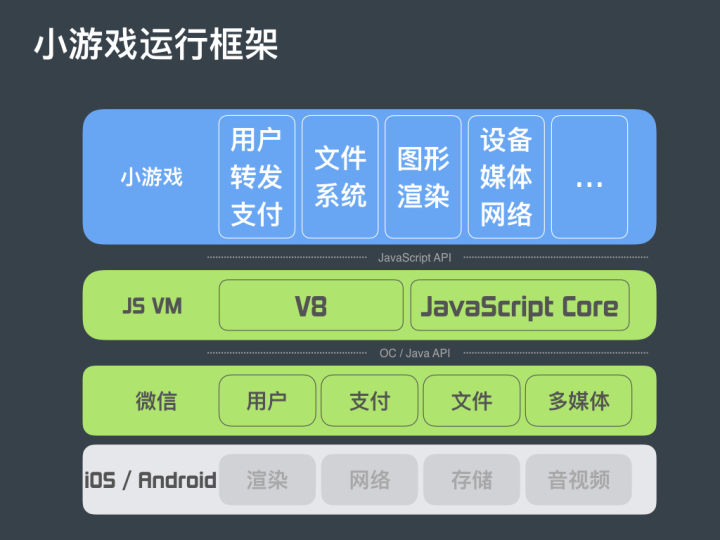 小游戏运行框架
小游戏
用户
转发
支付
文件
系统
图形
渲染
设备
媒体
网络
...
JavaScript API
JS VM
V8
JavaScript Core
OC / Java API
微信
用户
支付
文件
多媒体
iOS / Android
渲染
网络
存储
音视频